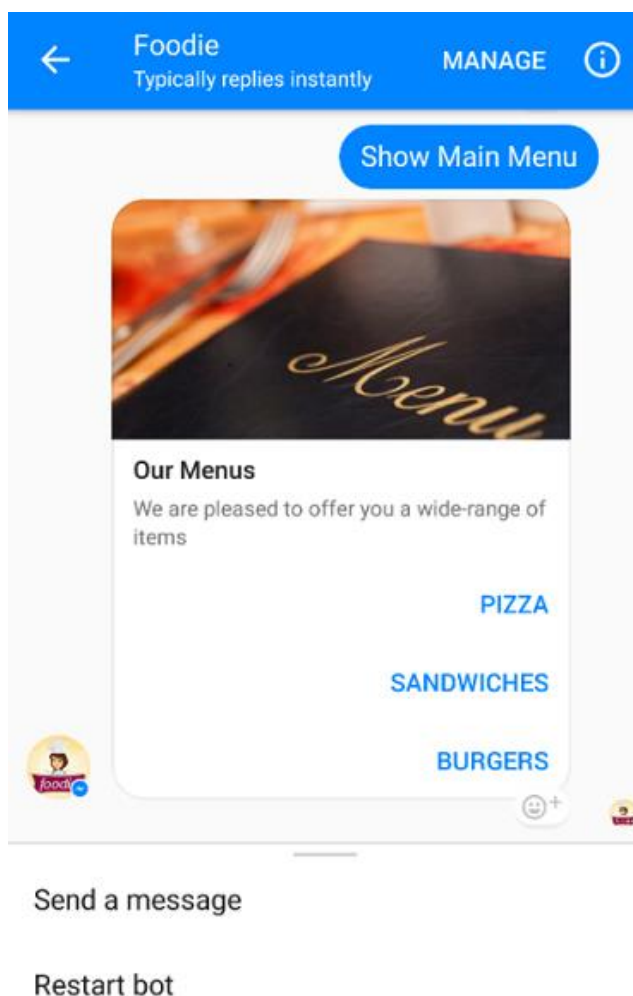 Foodie
Typically replies instantly
MANAGE
Show Main Menu
Menu
Our Menus
We are pleased to offer you a wide-range of
items
PIZZA
SANDWICHES
BURGERS
foodie
Send a message
Restart bot